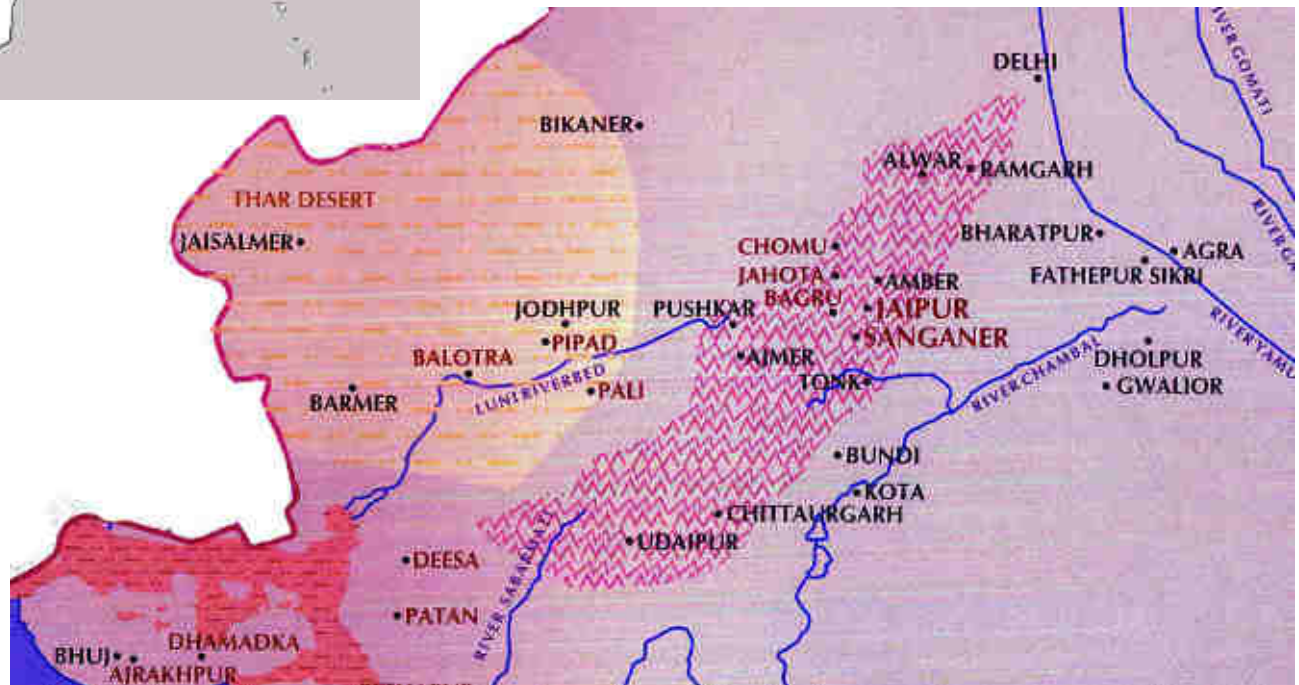 RIVER GOMATI
DELHI
BIKANER
ALWAR
RAMGARH
THAR DESERT
JAISALMER
BHARATPUR
AGRA
FATHEPUR SIKRI
CHOMU
JAHOTA
AMBER
BAGRU
JAIPUR
JODHPUR
PUSHKAR
PIPAD
SANGANER
BALOTRA
AJMER
DHOLPUR
TONK
GWALIOR
BARMER
LUNI RIVERBED
PALI
RIVER CHAMBAL
BUNDI
KOTA
CHITTAURGARH
UDAIPUR
DEESA
RIVER SABARMATI
PATAN
DHAMADKA
BHUJ
AJRAKHPUR